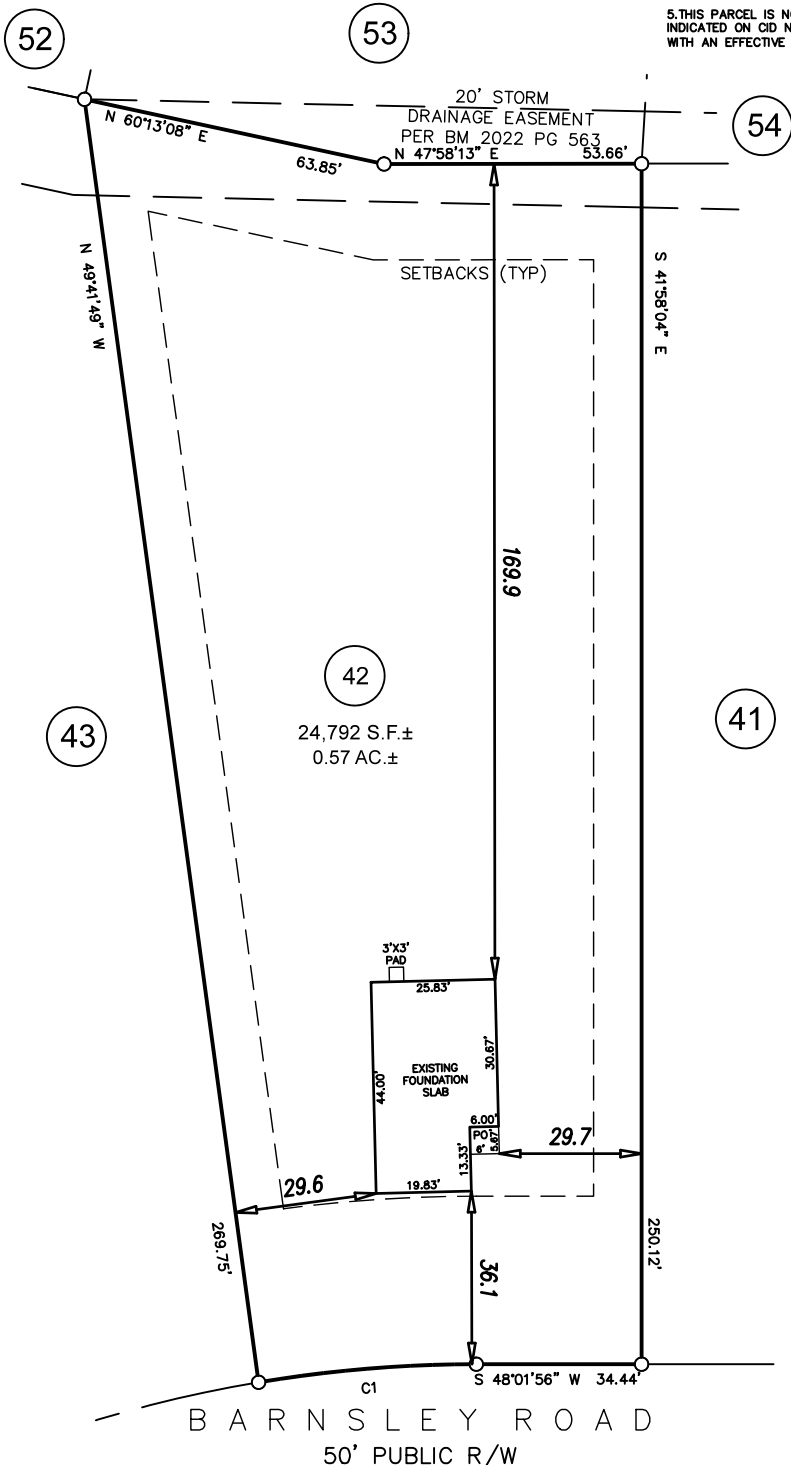 5.THIS PARCEL IS
INDICATED ON CID
WITH AN EFFECTIVE
52
53
54
20' STORM
DRAINAGE EASEMENT
PER BM 2022 PG 563
N 60°13'08" E
63.85'
N 47°58'13" E
53.66'
SETBACKS (TYP)
N 49°41'49" W
S 41°58'04" E
169.9
42
24,792 S.F.±
0.57 AC.±
43
41
3'X3'
PAD
25.83'
EXISTING
FOUNDATION
SLAB
44.00'
30.67'
6.00'
PO
6'
5.67'
13.33'
29.7
19.83'
29.6
36.1
269.75'
250.12'
C1
S 48°01'56" W 34.44'
BARNSLEY ROAD
50' PUBLIC R/W